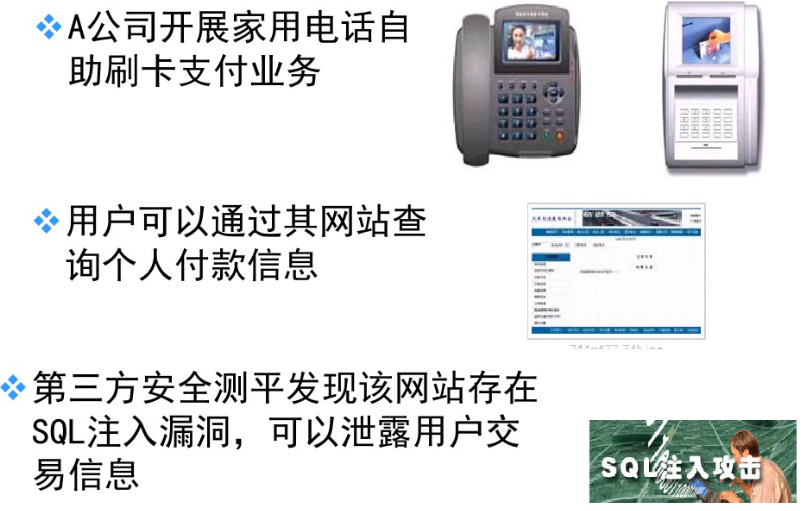 A公司开展家用电话自
助刷卡支付业务
用户可以通过其网站查
询个人付款信息
第三方安全测平发现该网站存在
SQL注入漏洞，可以泄露用户交
易信息
SQL注入攻击